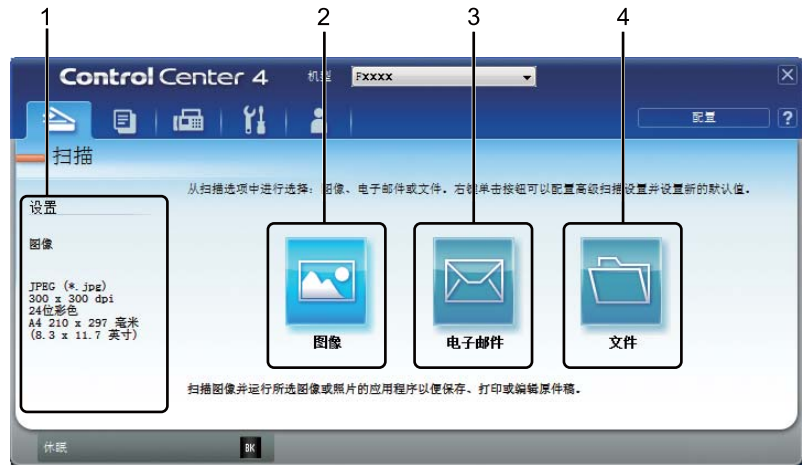 1 2 3 4
Control Center 4 机型 Fxxxx
配置 ?
扫描
从扫描选项中进行选择：图像、电子邮件或文件。右键单击按钮可以配置高级扫描设置并设置新的默认值。
设置
图像
JPEG (*.jpg)
300 x 300 dpi
24位彩色
A4 210 x 297 毫米
(8.3 x 11.7 英寸)
图像 电子邮件 文件
扫描图像并运行所选图像或照片的应用程序以便保存、打印或编辑原件稿。
休眠 BK